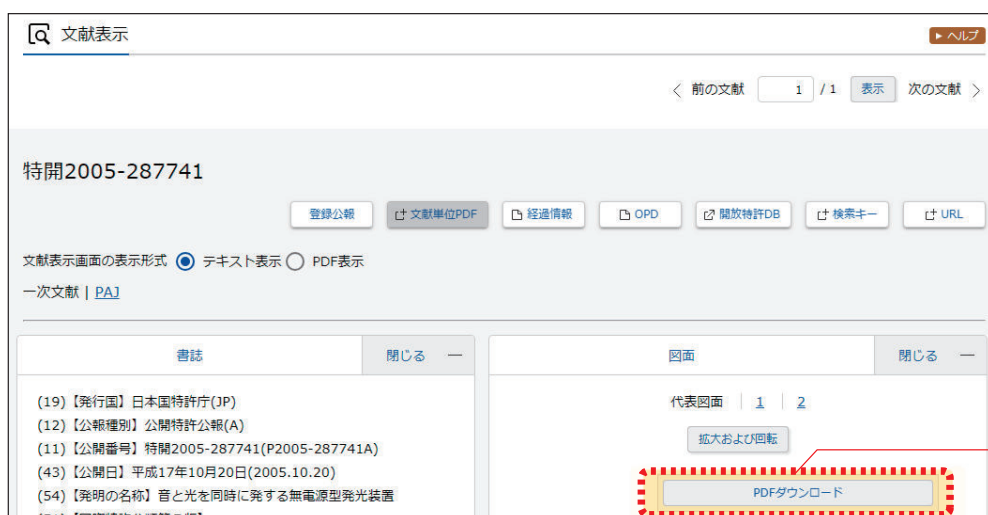 文献表示
ヘルプ
前の文献 1 / 1 表示 次の文献
特開2005-287741
登録公報 文献単位PDF 経過情報 OPD 開放特許DB 検索キー URL
文献表示画面の表示形式 テキスト表示 PDF表示
一次文献 | PAJ
書誌 閉じる ー
(19)【発行国】日本国特許庁(JP)
(12)【公報種別】公開特許公報(A)
(11)【公開番号】特開2005-287741(P2005-287741A)
(43)【公開日】平成17年10月20日(2005.10.20)
(54)【発明の名称】音と光を同時に発する無電源型発光装置
図面 閉じる ー
代表図面 | 1 | 2
拡大および回転
PDFダウンロード